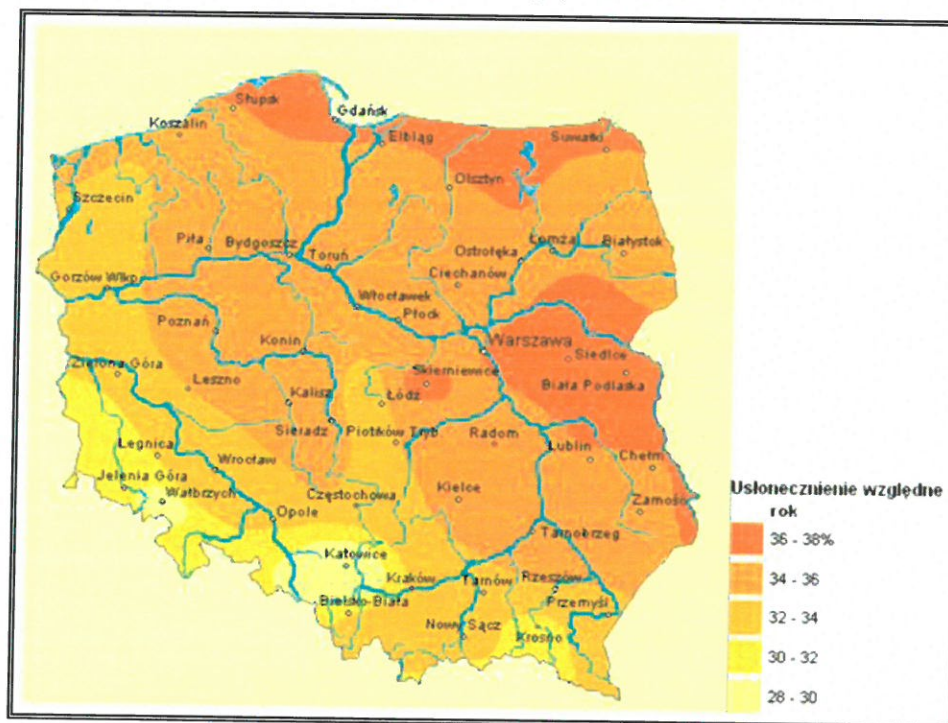 Słupsk
Gdańsk
Koszalin
Elbląg
Suwałki
Olsztyn
Szczecin
Piła
Bydgoszcz
Toruń
Ostrołęka
Łomża
Białystok
Ciechanów
Gorzów Wlkp
Włocławek
Płock
Poznań
Konin
Warszawa
Siedlce
Zielona Góra
Skierniewice
Biała Podlaska
Leszno
Kalisz
Łódź
Sieradz
Piotrków Tryb
Radom
Lublin
Chełm
Legnica
Wrocław
Jelenia Góra
Wałbrzych
Częstochowa
Kielce
Zamość
Opole
Tarnobrzeg
Katowice
Kraków
Tarnów
Rzeszów
Bielsko-Biała
Przemyśl
Nowy Sącz
Krosno
Usłonecznienie względne
rok
36 - 38%
34 - 36
32 - 34
30 - 32
28 - 30